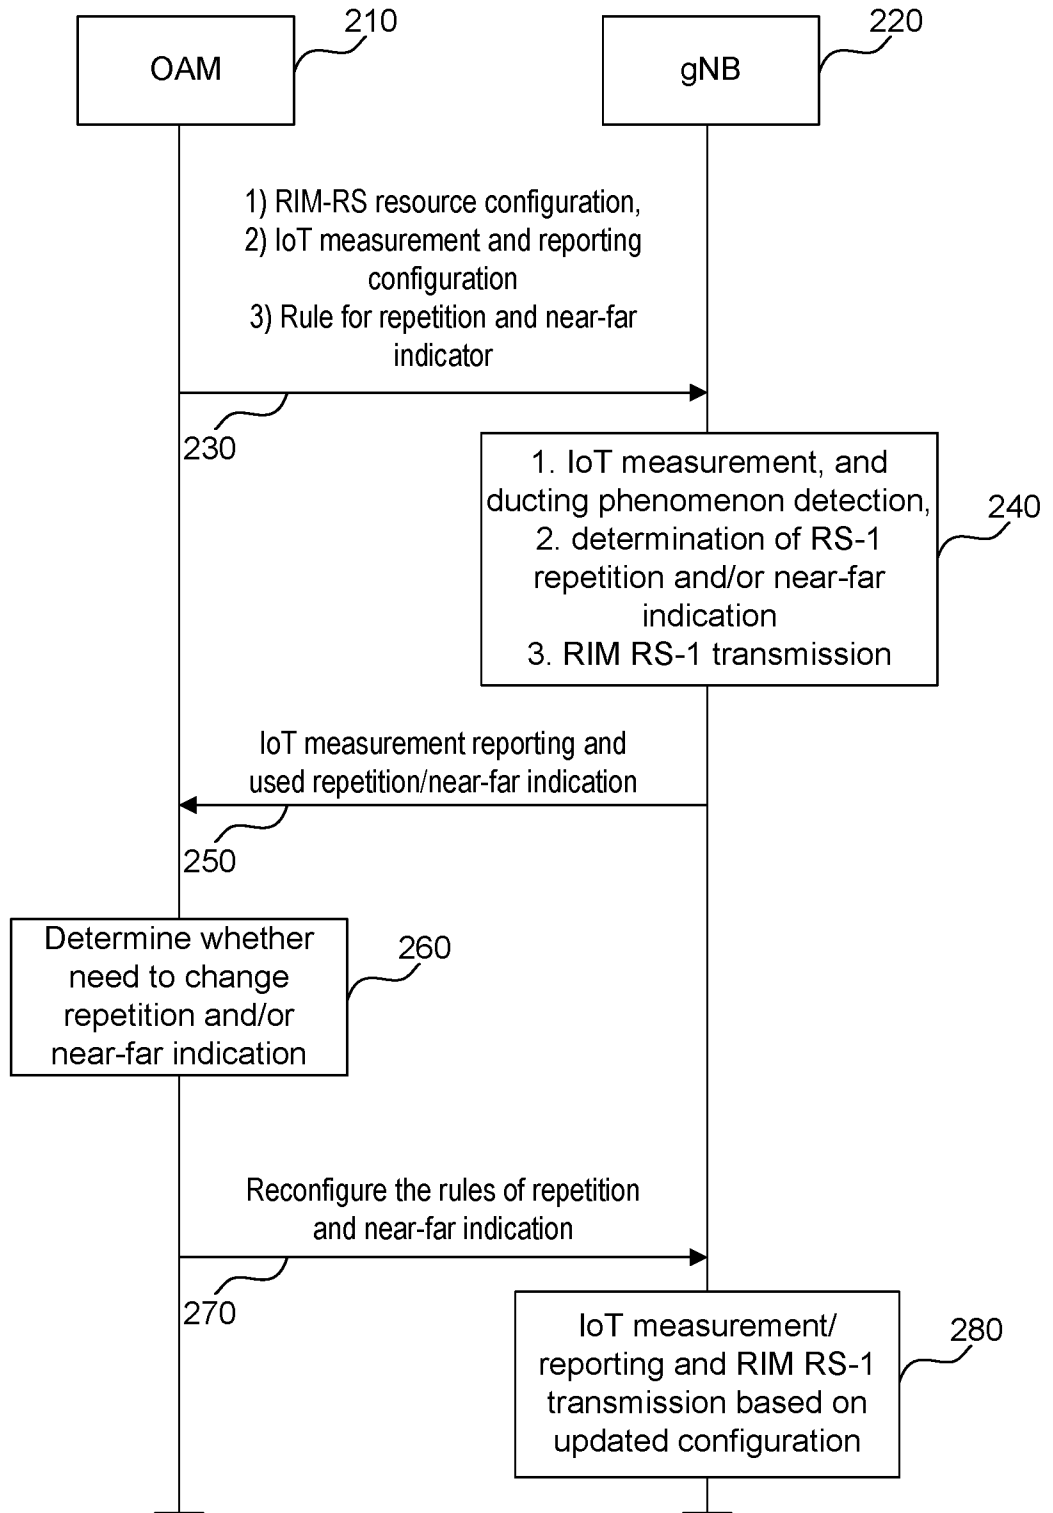 210
220
OAM
gNB
1) RIM-RS resource configuration,
2) IoT measurement and reporting
configuration
3) Rule for repetition and near-far
indicator
230
1. IoT measurement, and
ducting phenomenon detection,
2. determination of RS-1
repetition and/or near-far
indication
3. RIM RS-1 transmission
240
IoT measurement reporting and
used repetition/near-far indication
250
Determine whether
need to change
repetition and/or
near-far indication
260
Reconfigure the rules of repetition
and near-far indication
270
IoT measurement/
reporting and RIM RS-1
transmission based on
updated configuration
280